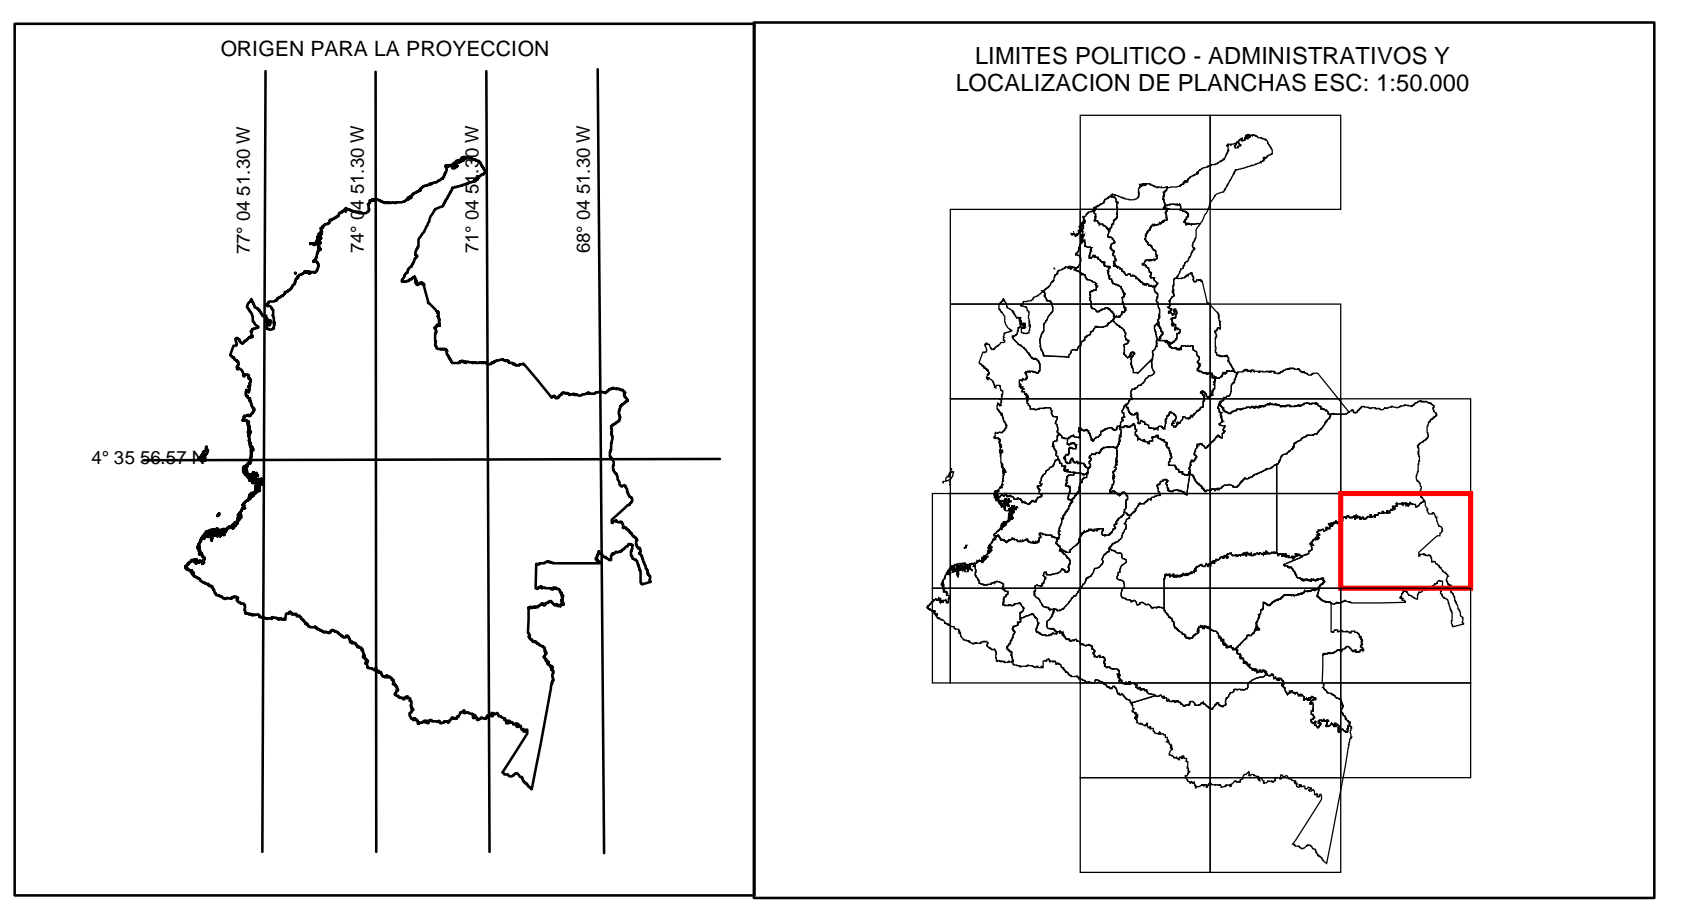 ORIGEN PARA LA PROYECCION
77° 04 51.30 W
74° 04 51.30 W
71° 04 51.30 W
68° 04 51.30 W
4° 35 56.57 N
LIMITES POLITICO - ADMINISTRATIVOS Y
LOCALIZACION DE PLANCHAS ESC: 1:50.000